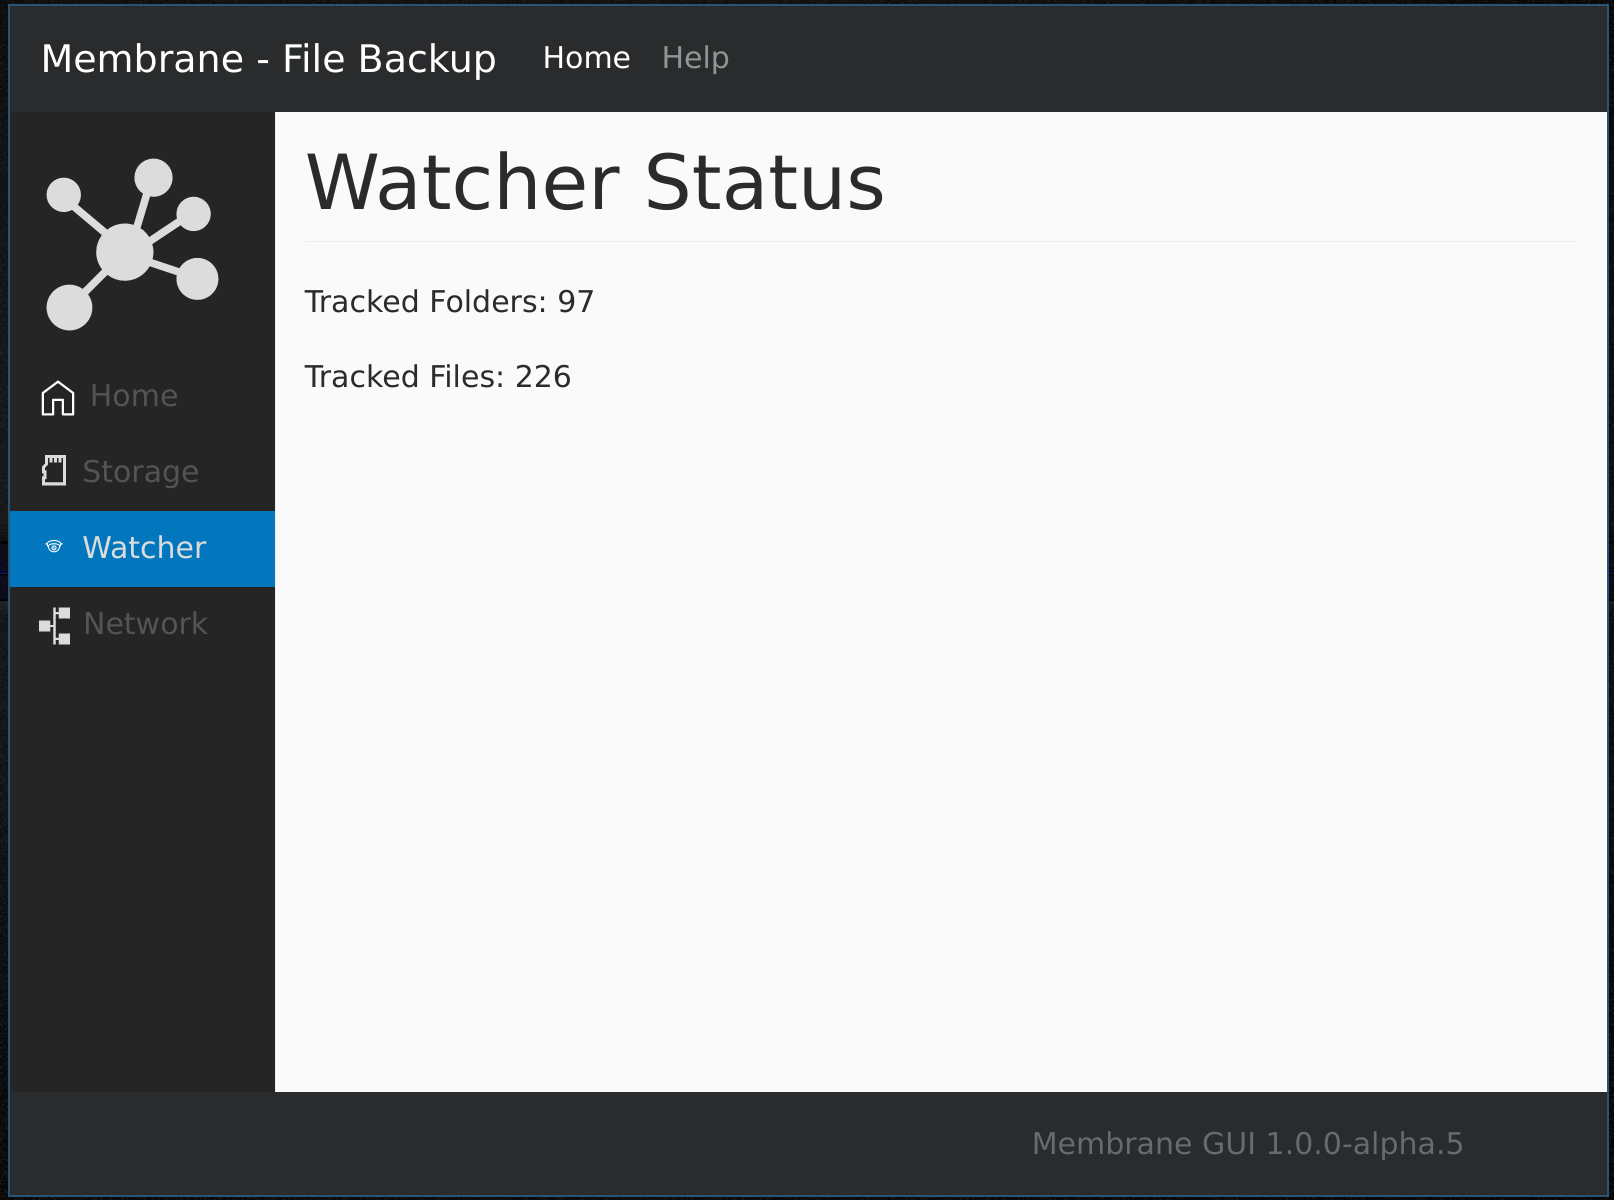 Membrane - File Backup Home Help
Home
Storage
Watcher
Network
Watcher Status
Tracked Folders: 97
Tracked Files: 226
Membrane GUI 1.0.0-alpha.5